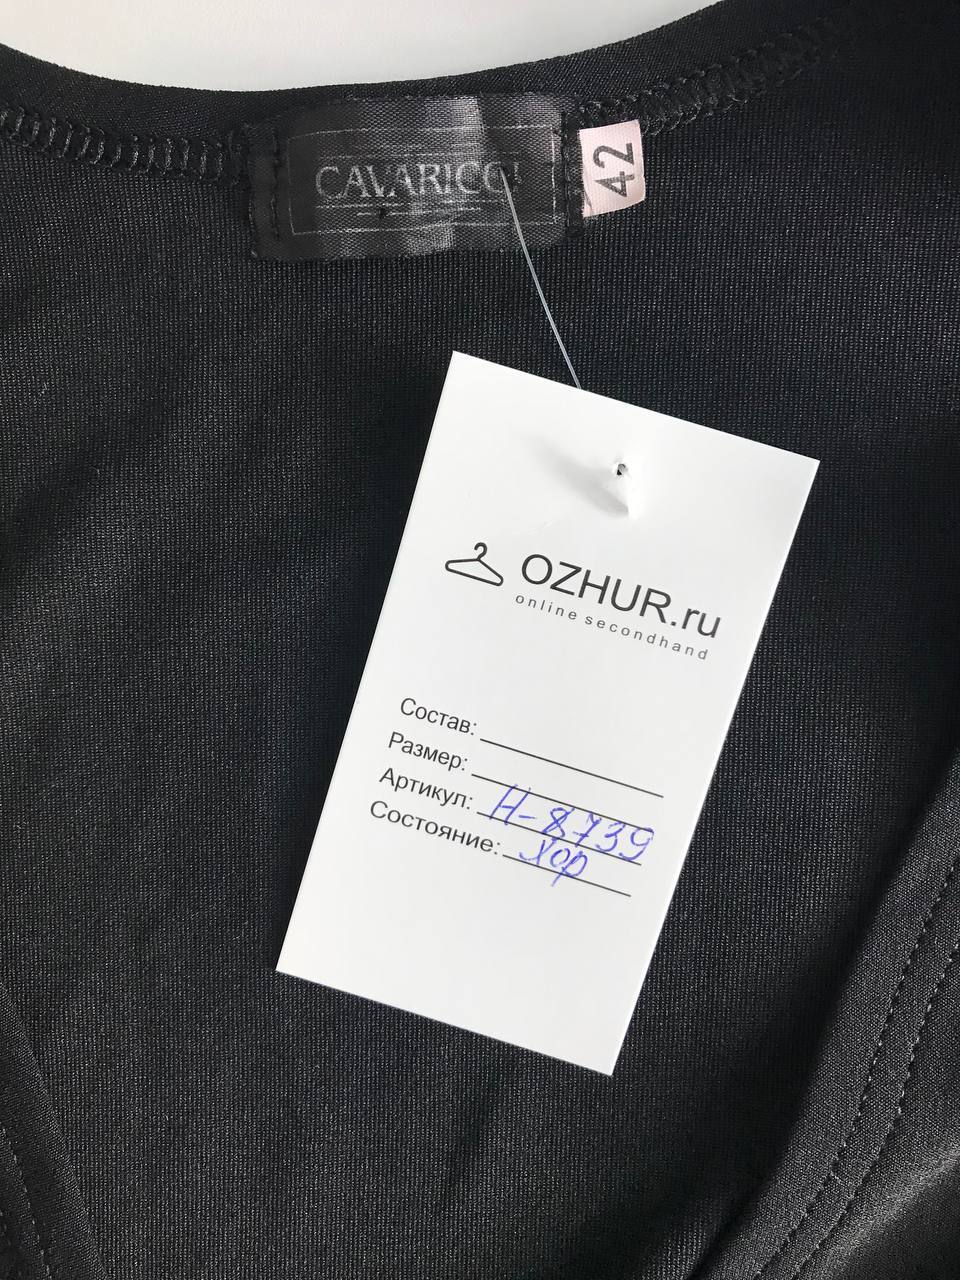 CAVARICCI
42
OZHUR.ru
online secondhand
Состав:
Размер:
Артикул: Н-8739
Состояние: хор